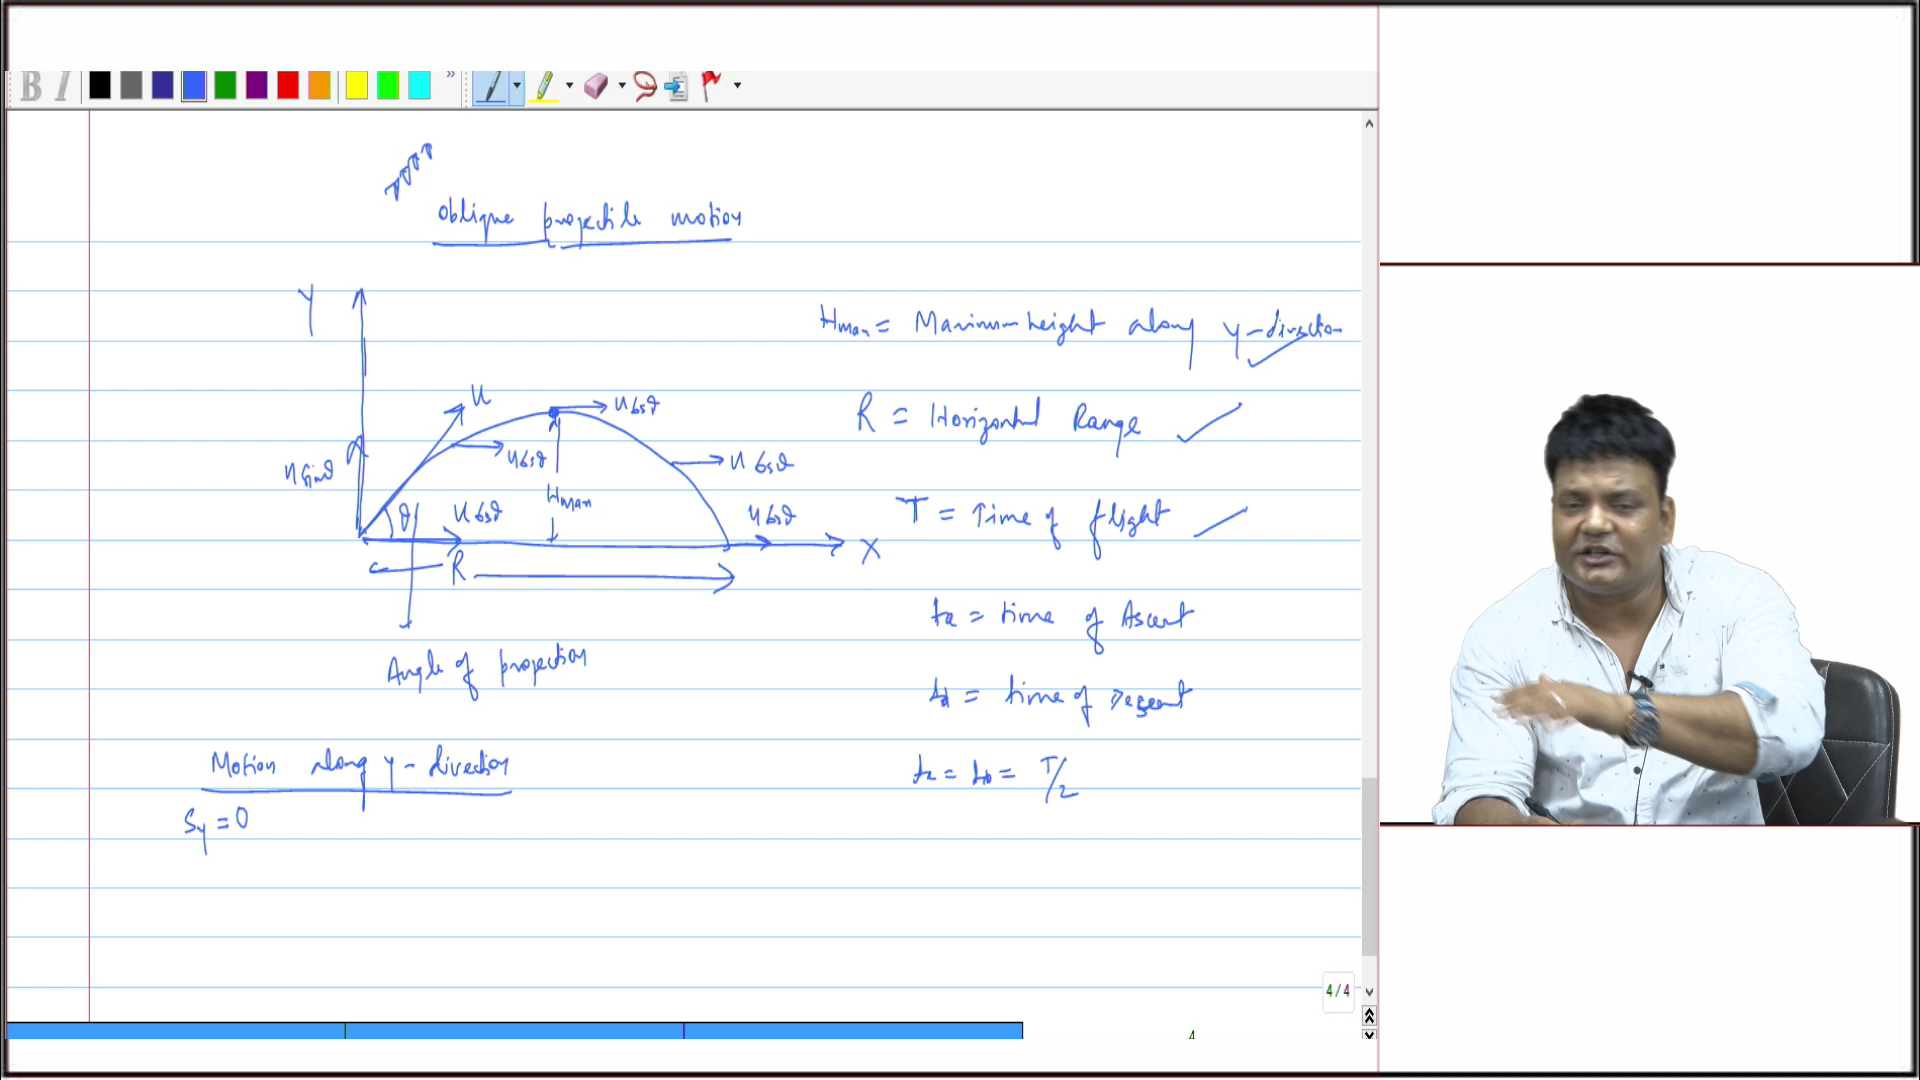 B I
Oblique projectile motion
Y
Hmax = Maximum height along y-direction
u
u cosθ
R = Horizontal Range
u sinθ
u cosθ
u cosθ
Hmax
θ
u cosθ
u cosθ
T = Time of flight
X
R
ta = time of Ascent
Angle of projection
td = time of Descent
Motion along y-direction
ta = td = T/2
Sy = 0
4 / 4
4